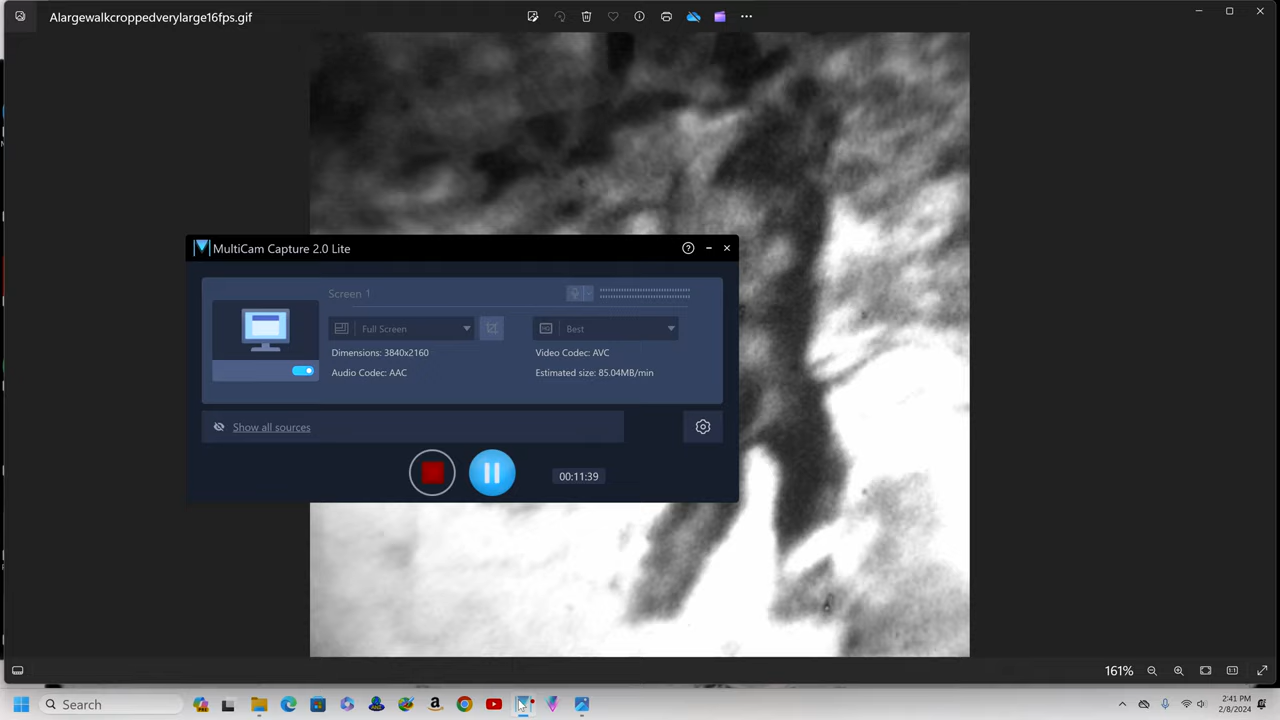 Alargewalkcroppedverylarge16fps.gif
MultiCam Capture 2.0 Lite
Screen 1
Full Screen
Best
Dimensions: 3840x2160
Video Codec: AVC
Audio Codec: AAC
Estimated size: 85.04MB/min
Show all sources
00:11:39
161%
Search
2:41 PM
2/8/2024